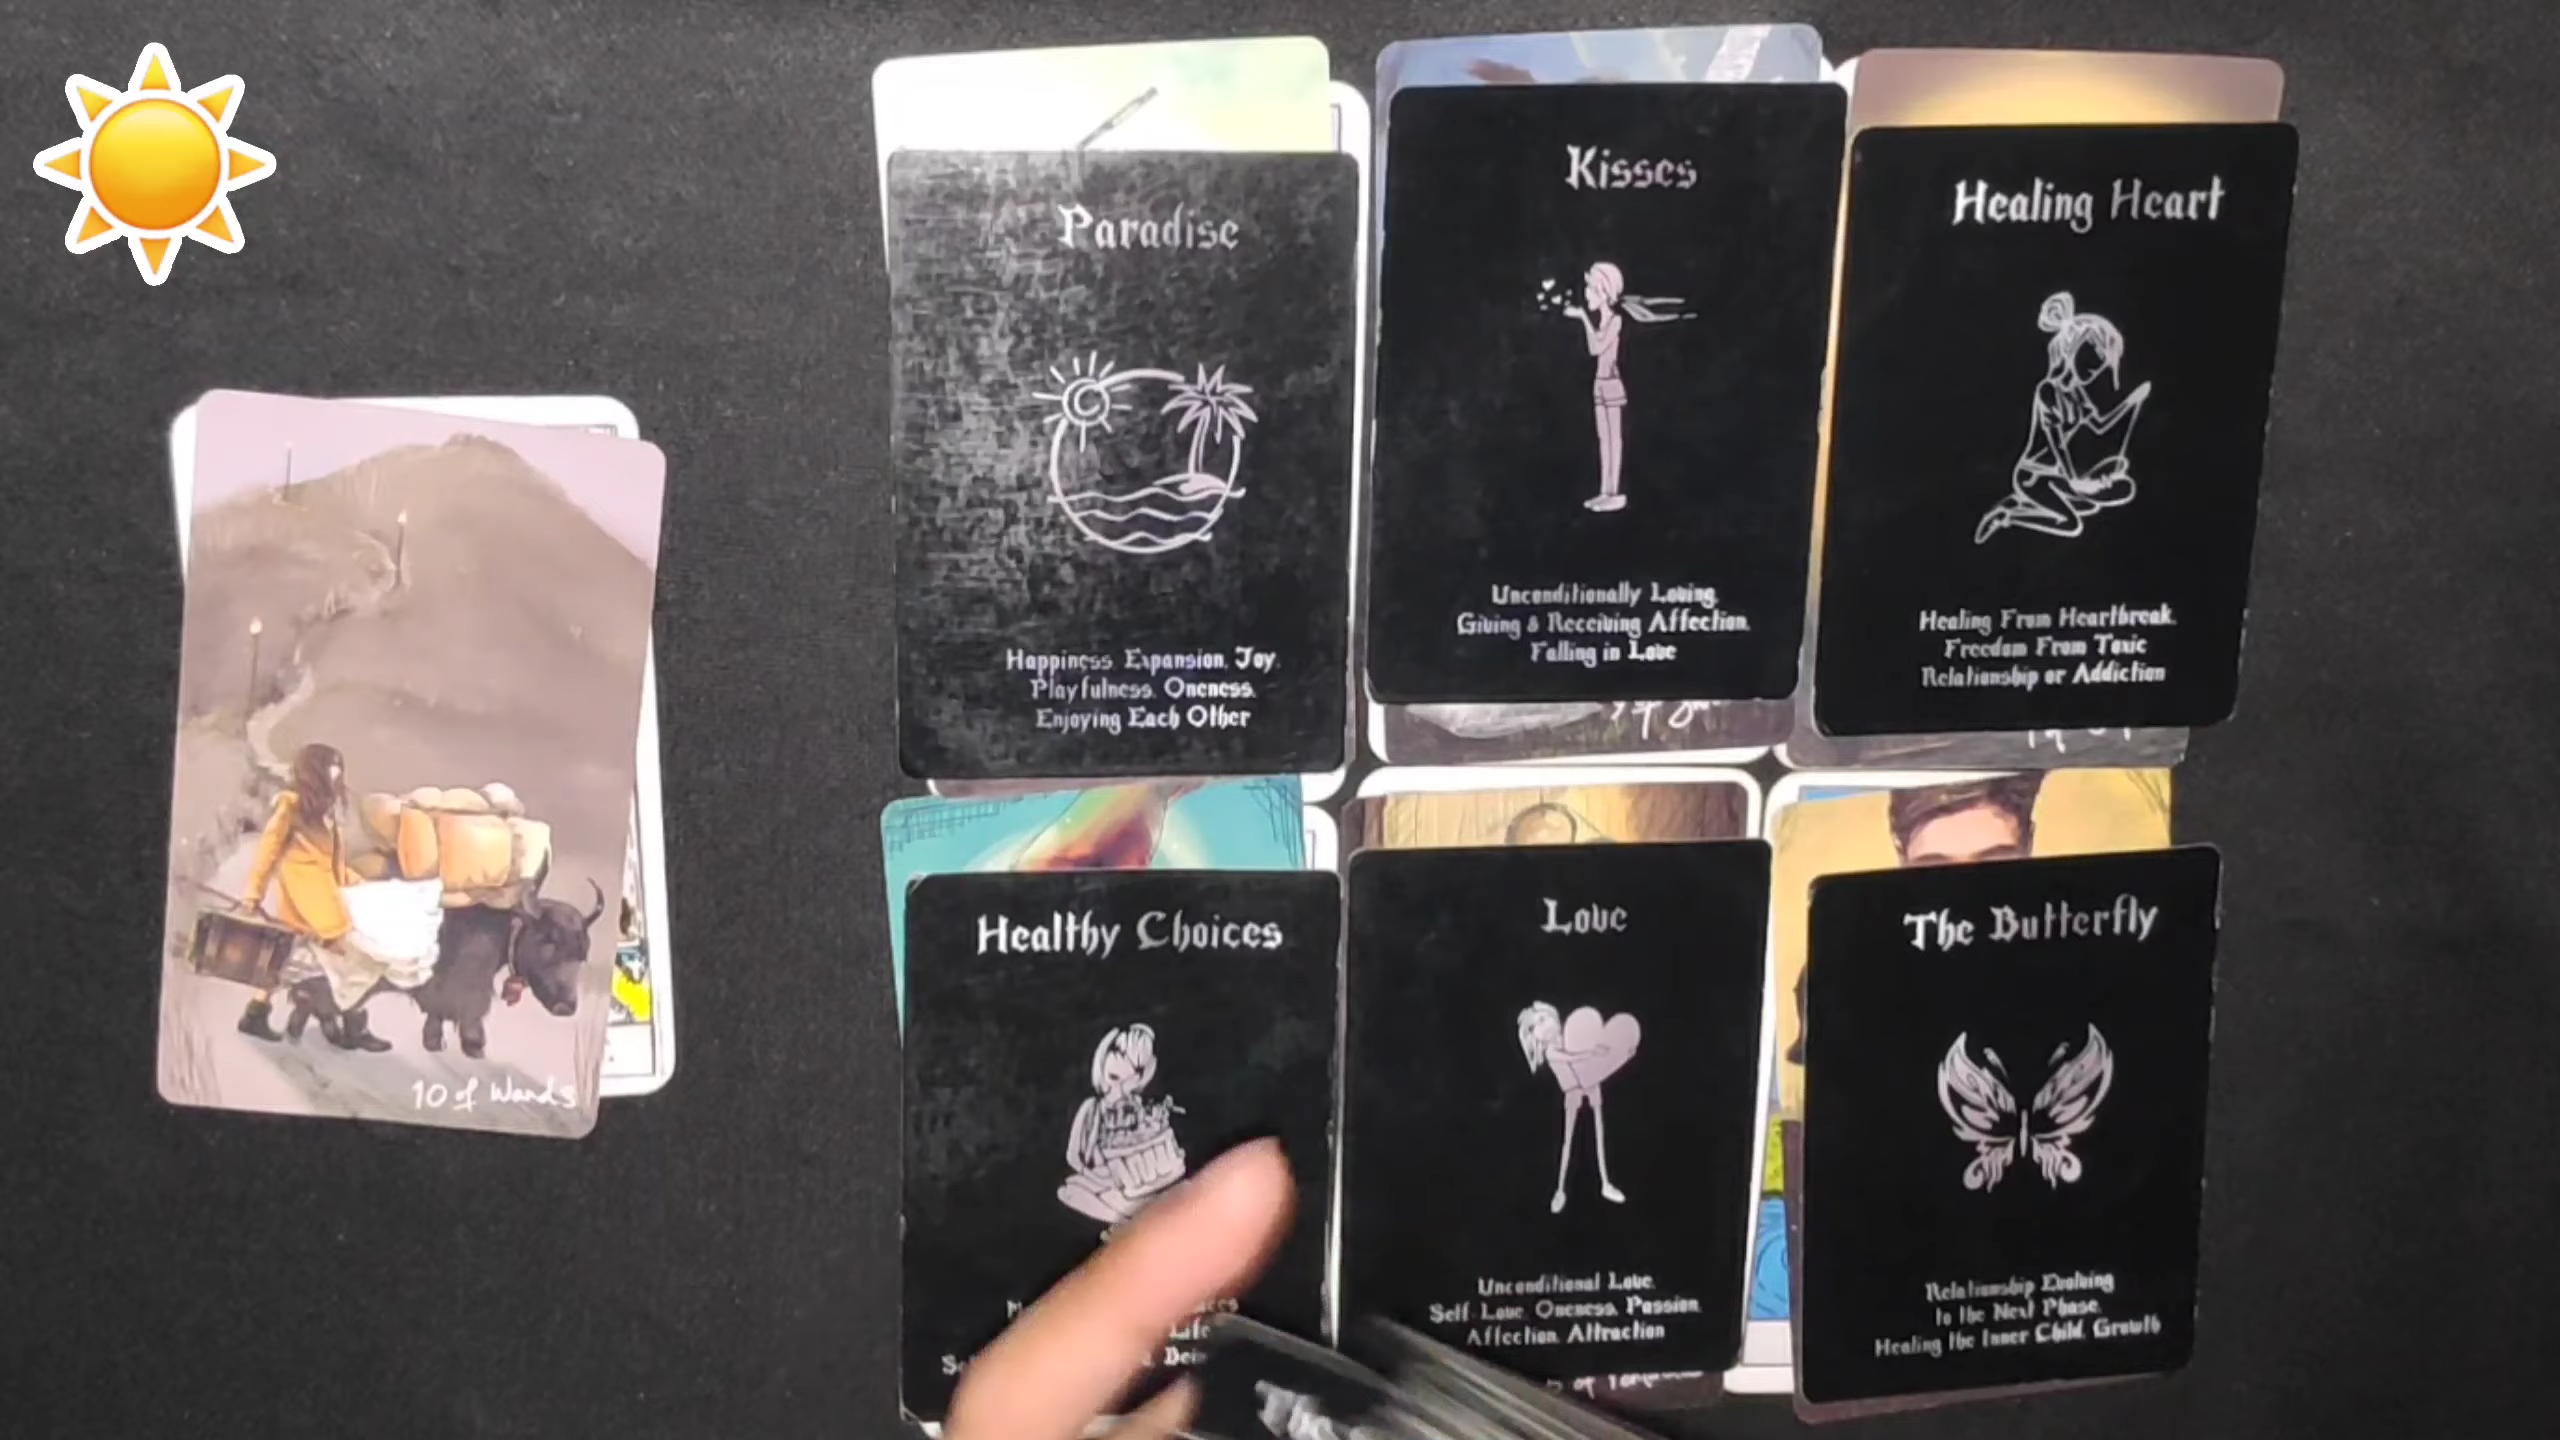 10 of Wands
Paradise
Happiness, Expansion, Joy,
Playfulness, Oneness,
Enjoying Each Other
Kisses
Unconditionally Loving,
Giving & Receiving Affection,
Falling in Love
Healing Heart
Healing From Heartbreak,
Freedom From Toxic
Relationship or Addiction
Healthy Choices
Life
Love
Unconditional Love,
Self Love, Oneness, Passion,
Affection, Attraction
The Butterfly
Relationship Evolving
to the Next Phase,
Healing the Inner Child, Growth